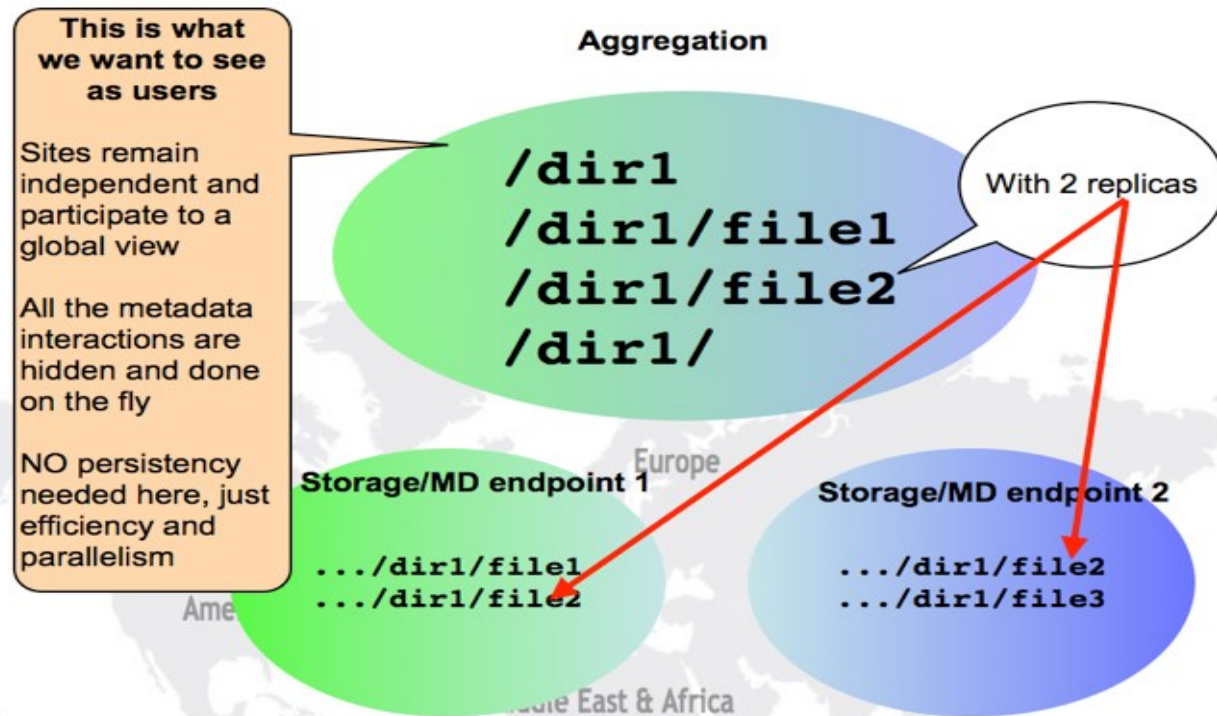 This is what
we want to see
as users
Sites remain
independent and
participate to a
global view
All the metadata
interactions are
hidden and done
on the fly
NO persistency
needed here, just
efficiency and
parallelism
Aggregation
/dir1
/dir1/file1
/dir1/file2
/dir1/
With 2 replicas
Europe
Storage/MD endpoint 1
.../dir1/file1
.../dir1/file2
Storage/MD endpoint 2
.../dir1/file2
.../dir1/file3
Ame
East & Africa